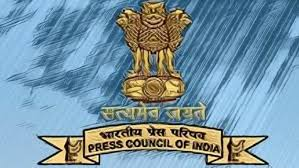 सत्यमेव जयते
भारतीय प्रेस परिषद
PRESS COUNCIL OF INDIA